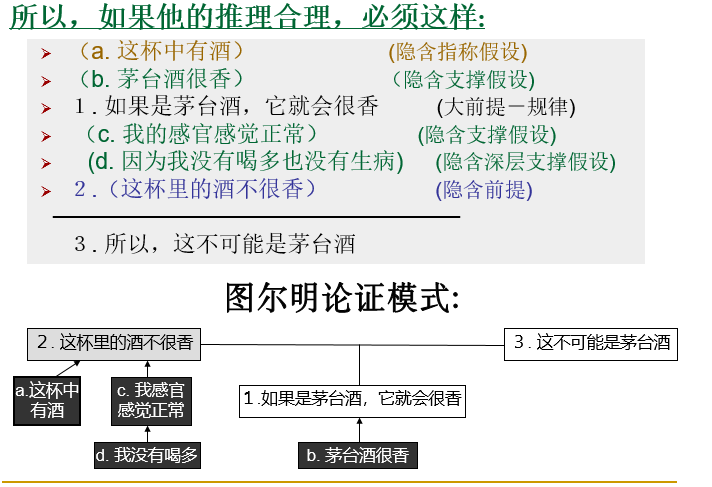 所以，如果他的推理合理，必须这样:
（a. 这杯中有酒） (隐含指称假设)
（b. 茅台酒很香） （隐含支撑假设)
１. 如果是茅台酒，它就会很香 (大前提－规律)
（c. 我的感官感觉正常） (隐含支撑假设)
(d. 因为我没有喝多也没有生病) (隐含深层支撑假设)
２.（这杯里的酒不很香） (隐含前提)
３. 所以，这不可能是茅台酒
图尔明论证模式:
２. 这杯里的酒不很香
３. 这不可能是茅台酒
a.这杯中
有酒
c. 我感官
感觉正常
１.如果是茅台酒，它就会很香
d. 我没有喝多
b. 茅台酒很香